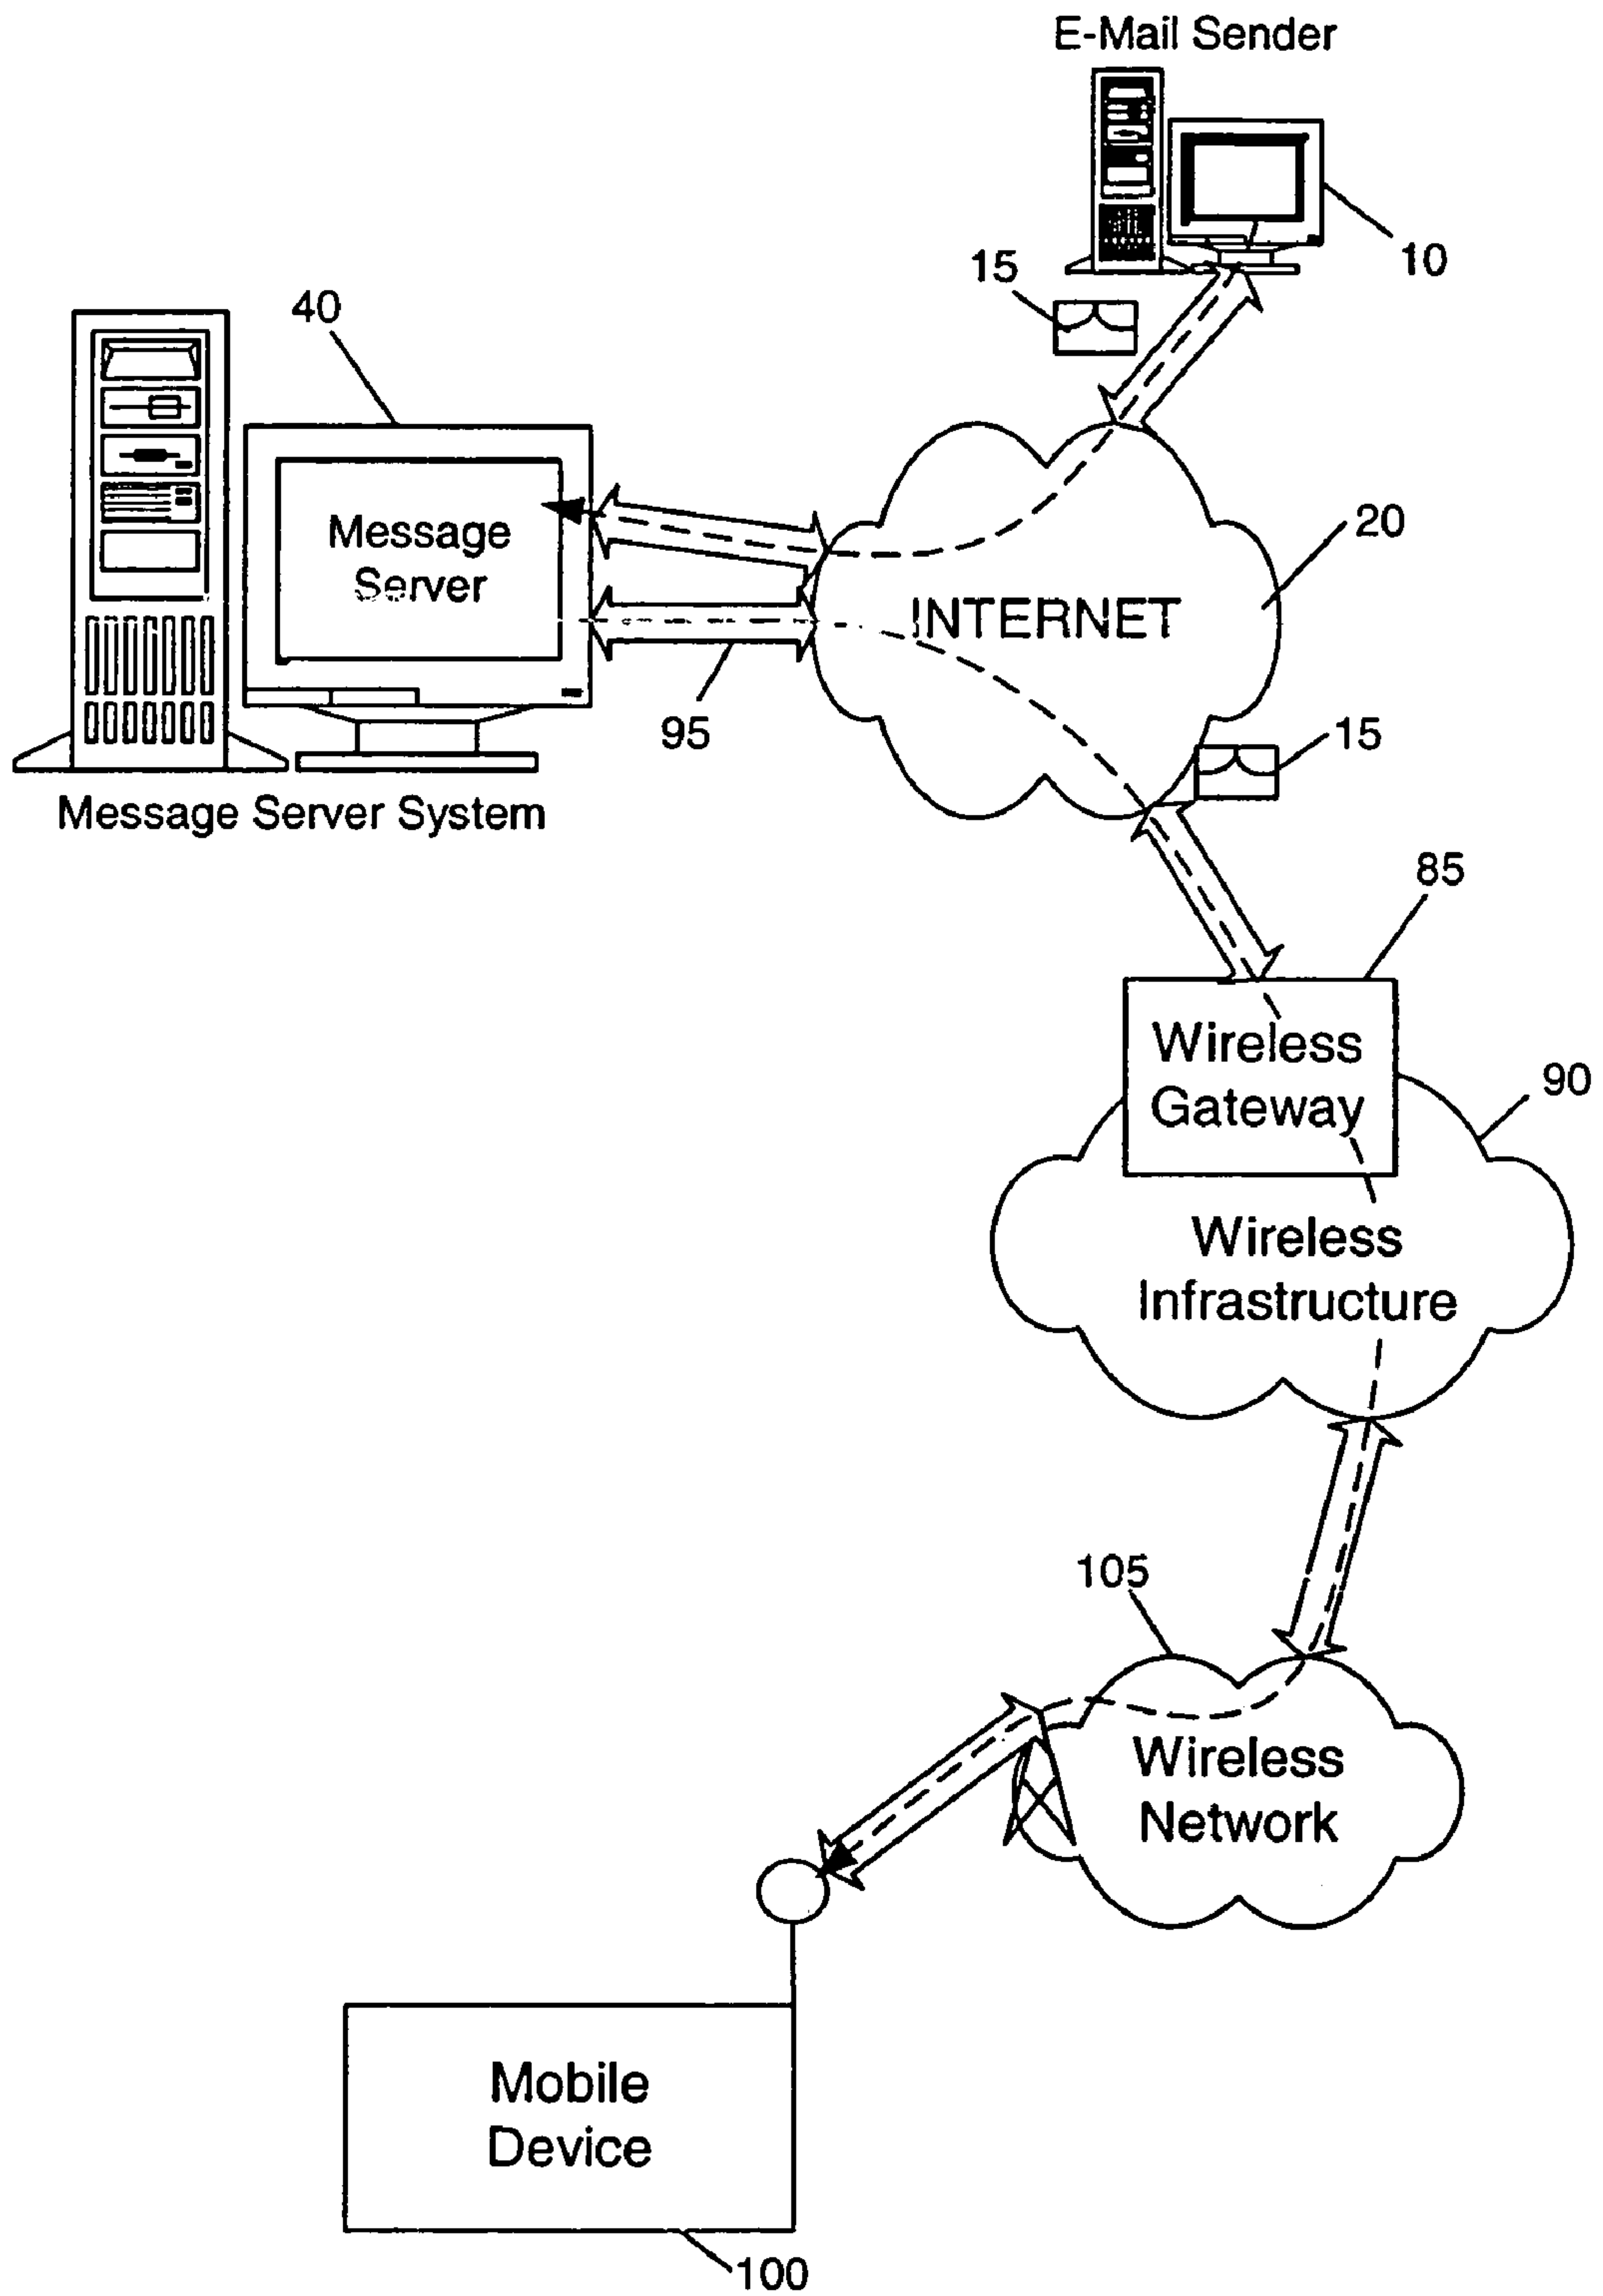 E-Mail Sender
10
15
40
Message
Server
20
INTERNET
95
15
Message Server System
85
Wireless
Gateway
90
Wireless
Infrastructure
105
Wireless
Network
Mobile
Device
100